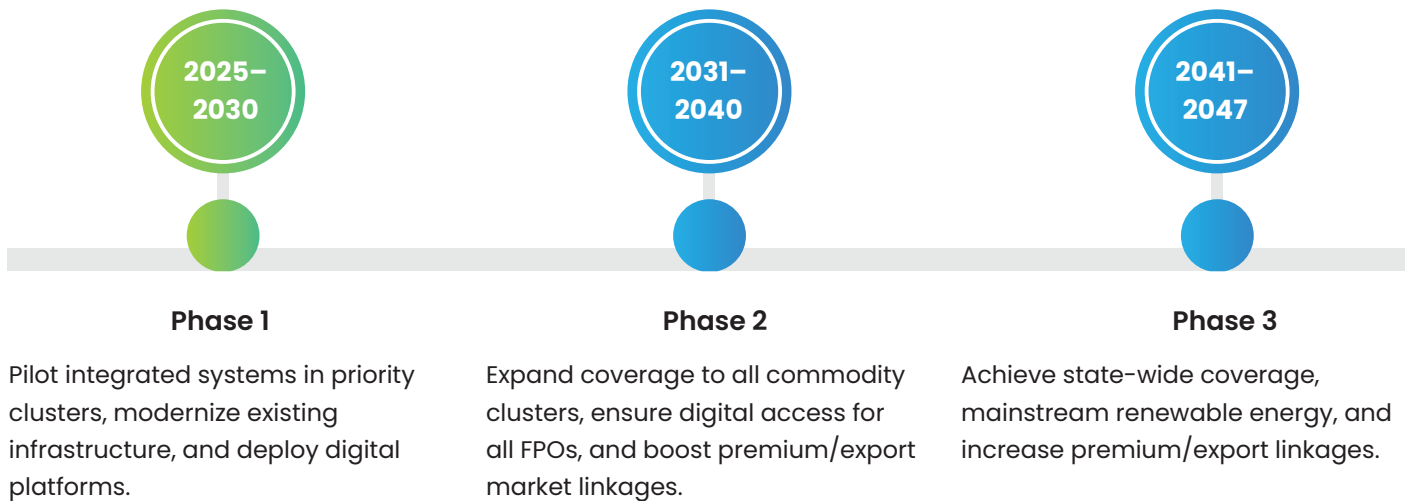 2025–
2030
2031–
2040
2041–
2047
Phase 1
Pilot integrated systems in priority
clusters, modernize existing
infrastructure, and deploy digital
platforms.
Phase 2
Expand coverage to all commodity
clusters, ensure digital access for
all FPOs, and boost premium/export
market linkages.
Phase 3
Achieve state-wide coverage,
mainstream renewable energy, and
increase premium/export linkages.